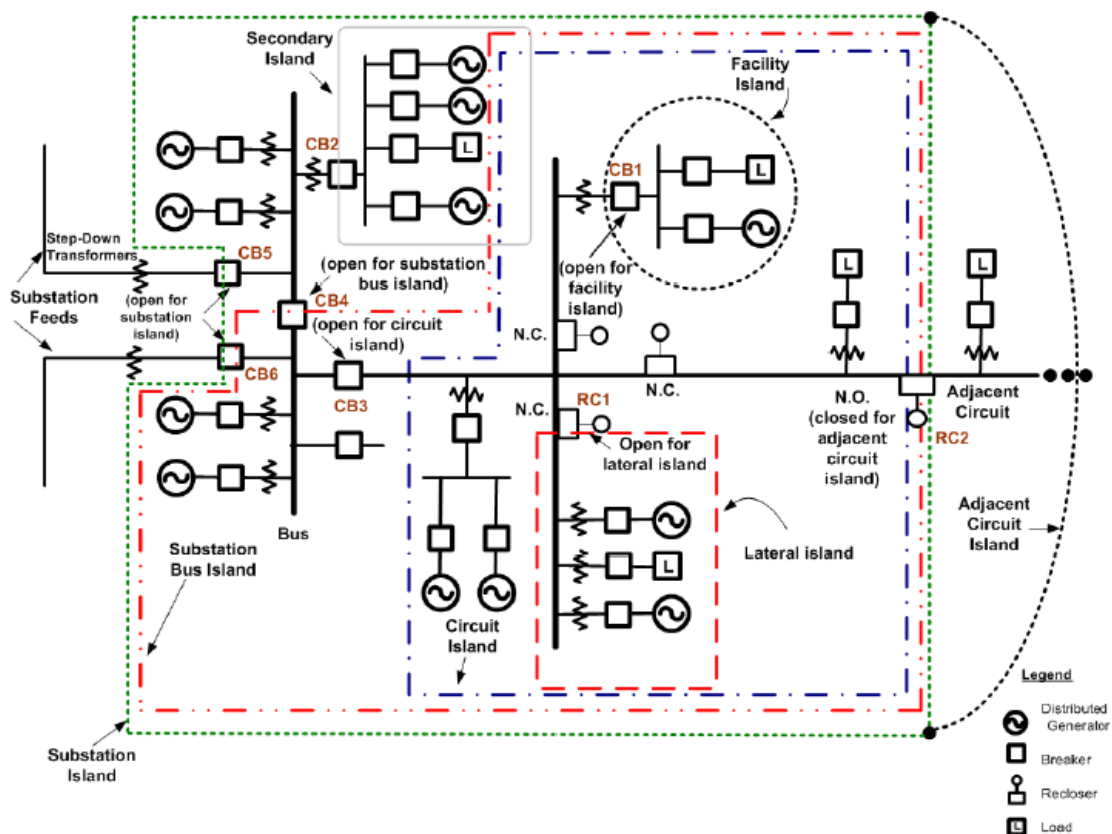 Secondary
Island
Facility
Island
CB2
L
CB1
L
Step-Down
Transformers
CB5
Substation
Feeds
(open for
substation
island)
(open for substation
bus island)
CB4
(open for circuit
island)
(open for
facility
island)
L
L
N.C.
N.C.
CB6
CB3
N.C.
RC1
Open for
lateral island
N.O.
(closed for
adjacent
circuit
island)
Adjacent
Circuit
RC2
Bus
Adjacent
Circuit
Island
Substation
Bus Island
L
Lateral island
Circuit
Island
Substation
Island
Legend
Distributed
Generator
Breaker
Recloser
L
Load